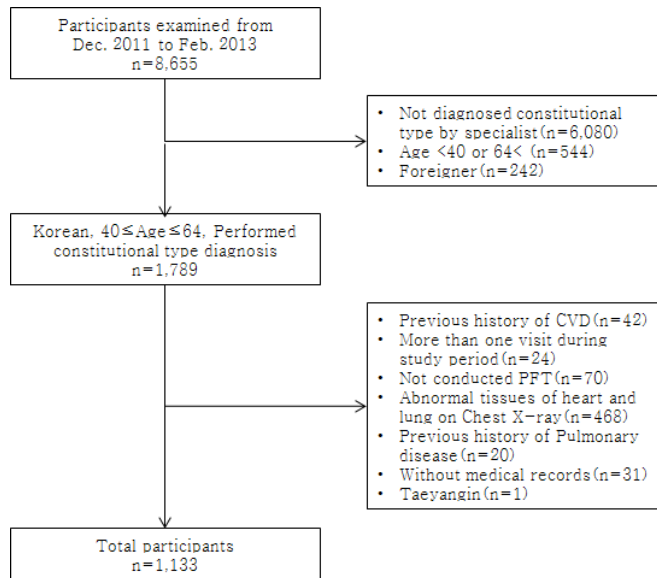 Participants examined from
Dec. 2011 to Feb. 2013
n=8,655
• Not diagnosed constitutional
type by specialist(n=6,080)
• Age <40 or 64< (n=544)
• Foreigner(n=242)
Korean, 40≤Age≤64, Performed
constitutional type diagnosis
n=1,789
• Previous history of CVD(n=42)
• More than one visit during
study period(n=24)
• Not conducted PFT(n=70)
• Abnormal tissues of heart and
lung on Chest X-ray(n=468)
• Previous history of Pulmonary
disease(n=20)
• Without medical records(n=31)
• Taeyangin(n=1)
Total participants
n=1,133